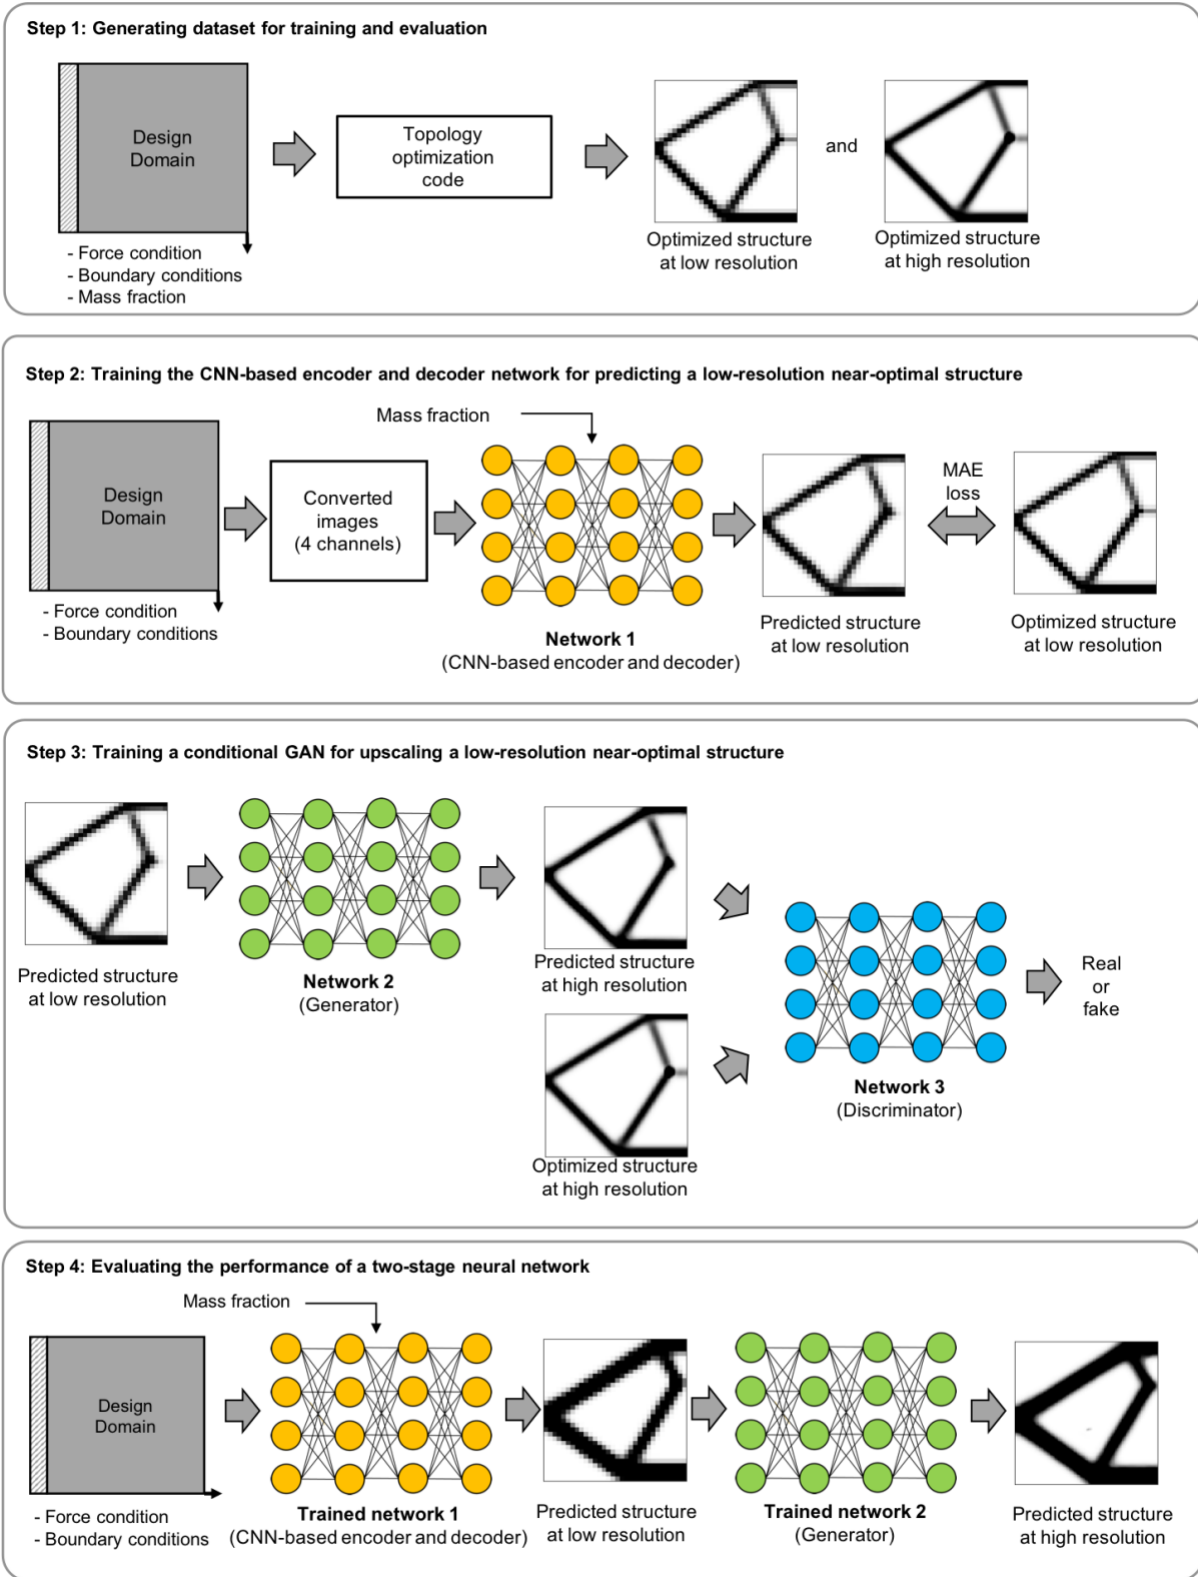 Step 1: Generating dataset for training and evaluation
Design
Domain
- Force condition
- Boundary conditions
- Mass fraction
Topology
optimization
code
Optimized structure
at low resolution
and
Optimized structure
at high resolution
Step 2: Training the CNN-based encoder and decoder network for predicting a low-resolution near-optimal structure
Mass fraction
Design
Domain
- Force condition
- Boundary conditions
Converted
images
(4 channels)
Network 1
(CNN-based encoder and decoder)
Predicted structure
at low resolution
MAE
loss
Optimized structure
at low resolution
Step 3: Training a conditional GAN for upscaling a low-resolution near-optimal structure
Predicted structure
at low resolution
Network 2
(Generator)
Predicted structure
at high resolution
Optimized structure
at high resolution
Network 3
(Discriminator)
Real
or
fake
Step 4: Evaluating the performance of a two-stage neural network
Mass fraction
Design
Domain
- Force condition
- Boundary conditions
Trained network 1
(CNN-based encoder and decoder)
Predicted structure
at low resolution
Trained network 2
(Generator)
Predicted structure
at high resolution